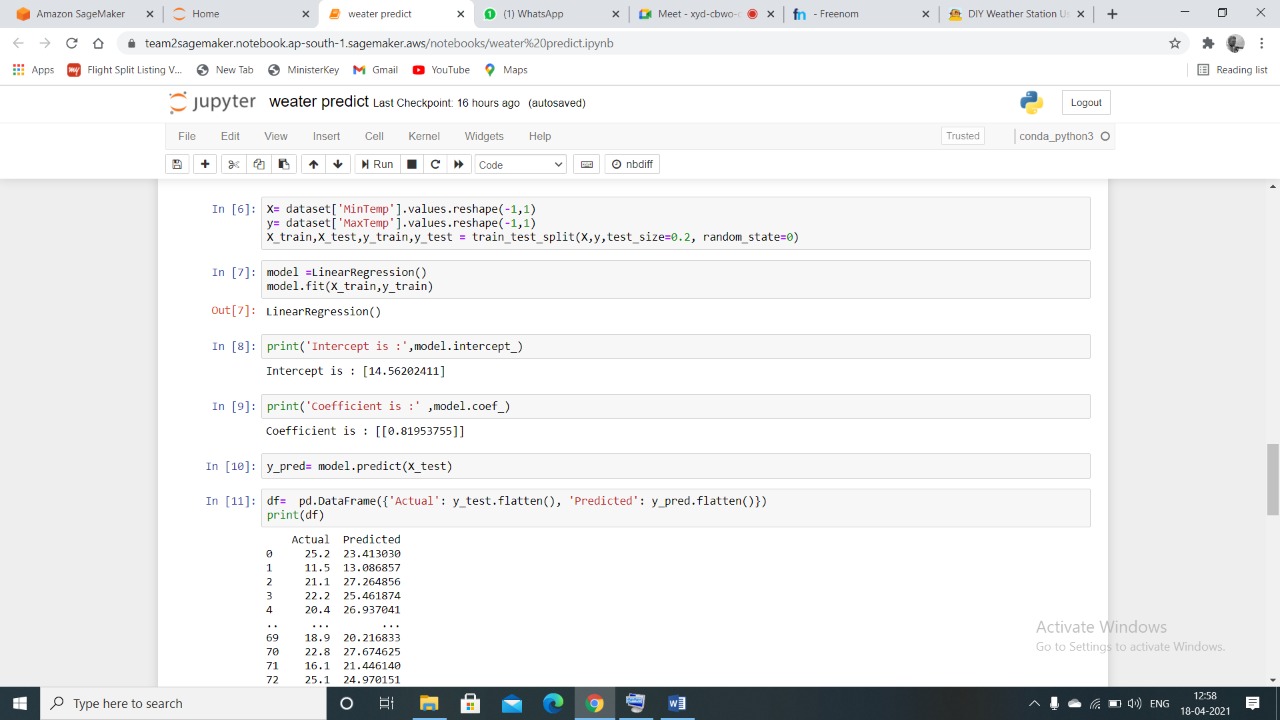 Amazon SageMaker
Home
weather predict
(1) WhatsApp
Meet - xyd-cbwo-c
fn - Freenom
DIY Weather Station Us
team2sagemaker.notebook.ap-south-1.sagemaker.aws/notebooks/weater%20predict.ipynb
Apps
Flight Split Listing V...
New Tab
MinisterKey
Gmail
YouTube
Maps
Reading list
jupyter weater predict Last Checkpoint: 16 hours ago (autosaved)
Logout
File Edit View Insert Cell Kernel Widgets Help
Trusted
conda_python3
Run
Code
nbdiff
In [6]: X= dataset['MinTemp'].values.reshape(-1,1)
y= dataset['MaxTemp'].values.reshape(-1,1)
X_train,X_test,y_train,y_test = train_test_split(X,y,test_size=0.2, random_state=0)
In [7]: model =LinearRegression()
model.fit(X_train,y_train)
Out[7]: LinearRegression()
In [8]: print('Intercept is :',model.intercept_)
Intercept is : [14.56202411]
In [9]: print('Coefficient is :' ,model.coef_)
Coefficient is : [[0.81953755]]
In [10]: y_pred= model.predict(X_test)
In [11]: df=  pd.DataFrame({'Actual': y_test.flatten(), 'Predicted': y_pred.flatten()})
print(df)
Actual Predicted
0 25.2 23.413030
1 11.5 13.086857
2 21.1 27.264856
3 22.2 25.461874
4 20.4 26.937041
.. ... ...
69 18.9 20.216833
70 22.8 27.674625
71 16.1 21.446140
72 25.1 24.970151
Activate Windows
Go to Settings to activate Windows.
Type here to search
ENG
12:58
18-04-2021